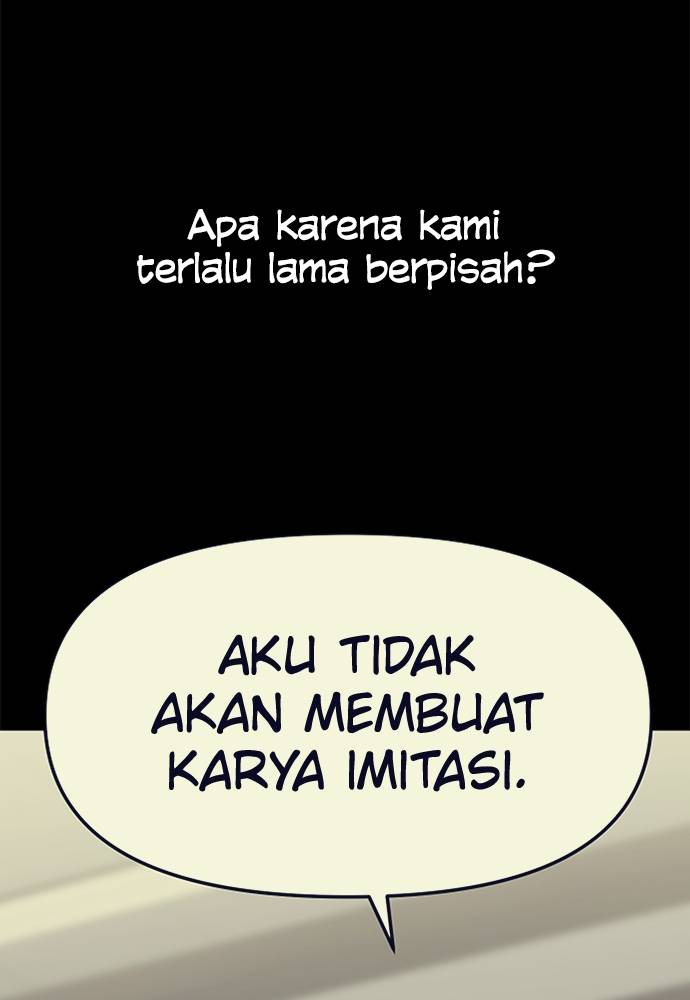 Apa karena kami
terlalu lama berpisah?
AKU TIDAK
AKAN MEMBUAT
KARYA IMITASI.